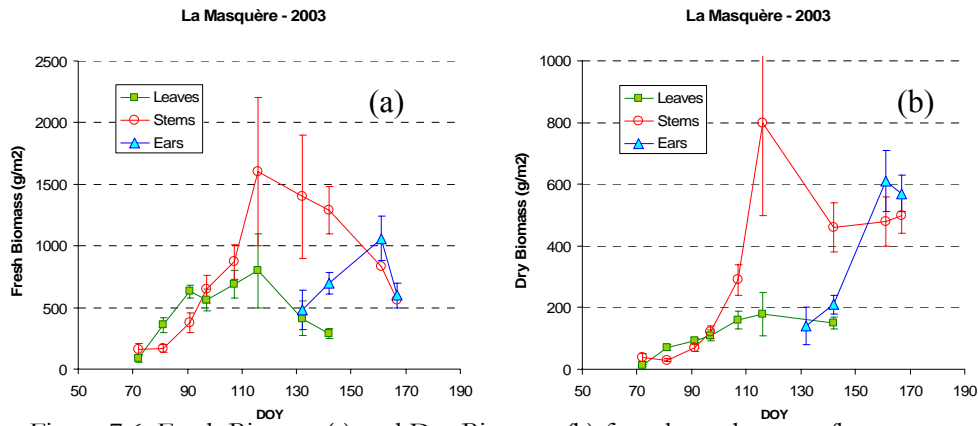 La Masquère - 2003
(a)
Leaves
Stems
Ears
Fresh Biomass (g/m2)
2500
2000
1500
1000
500
0
50 70 90 110 130 150 170 190
DOY
La Masquère - 2003
(b)
Leaves
Stems
Ears
Dry Biomass (g/m2)
1000
800
600
400
200
0
50 70 90 110 130 150 170 190
DOY